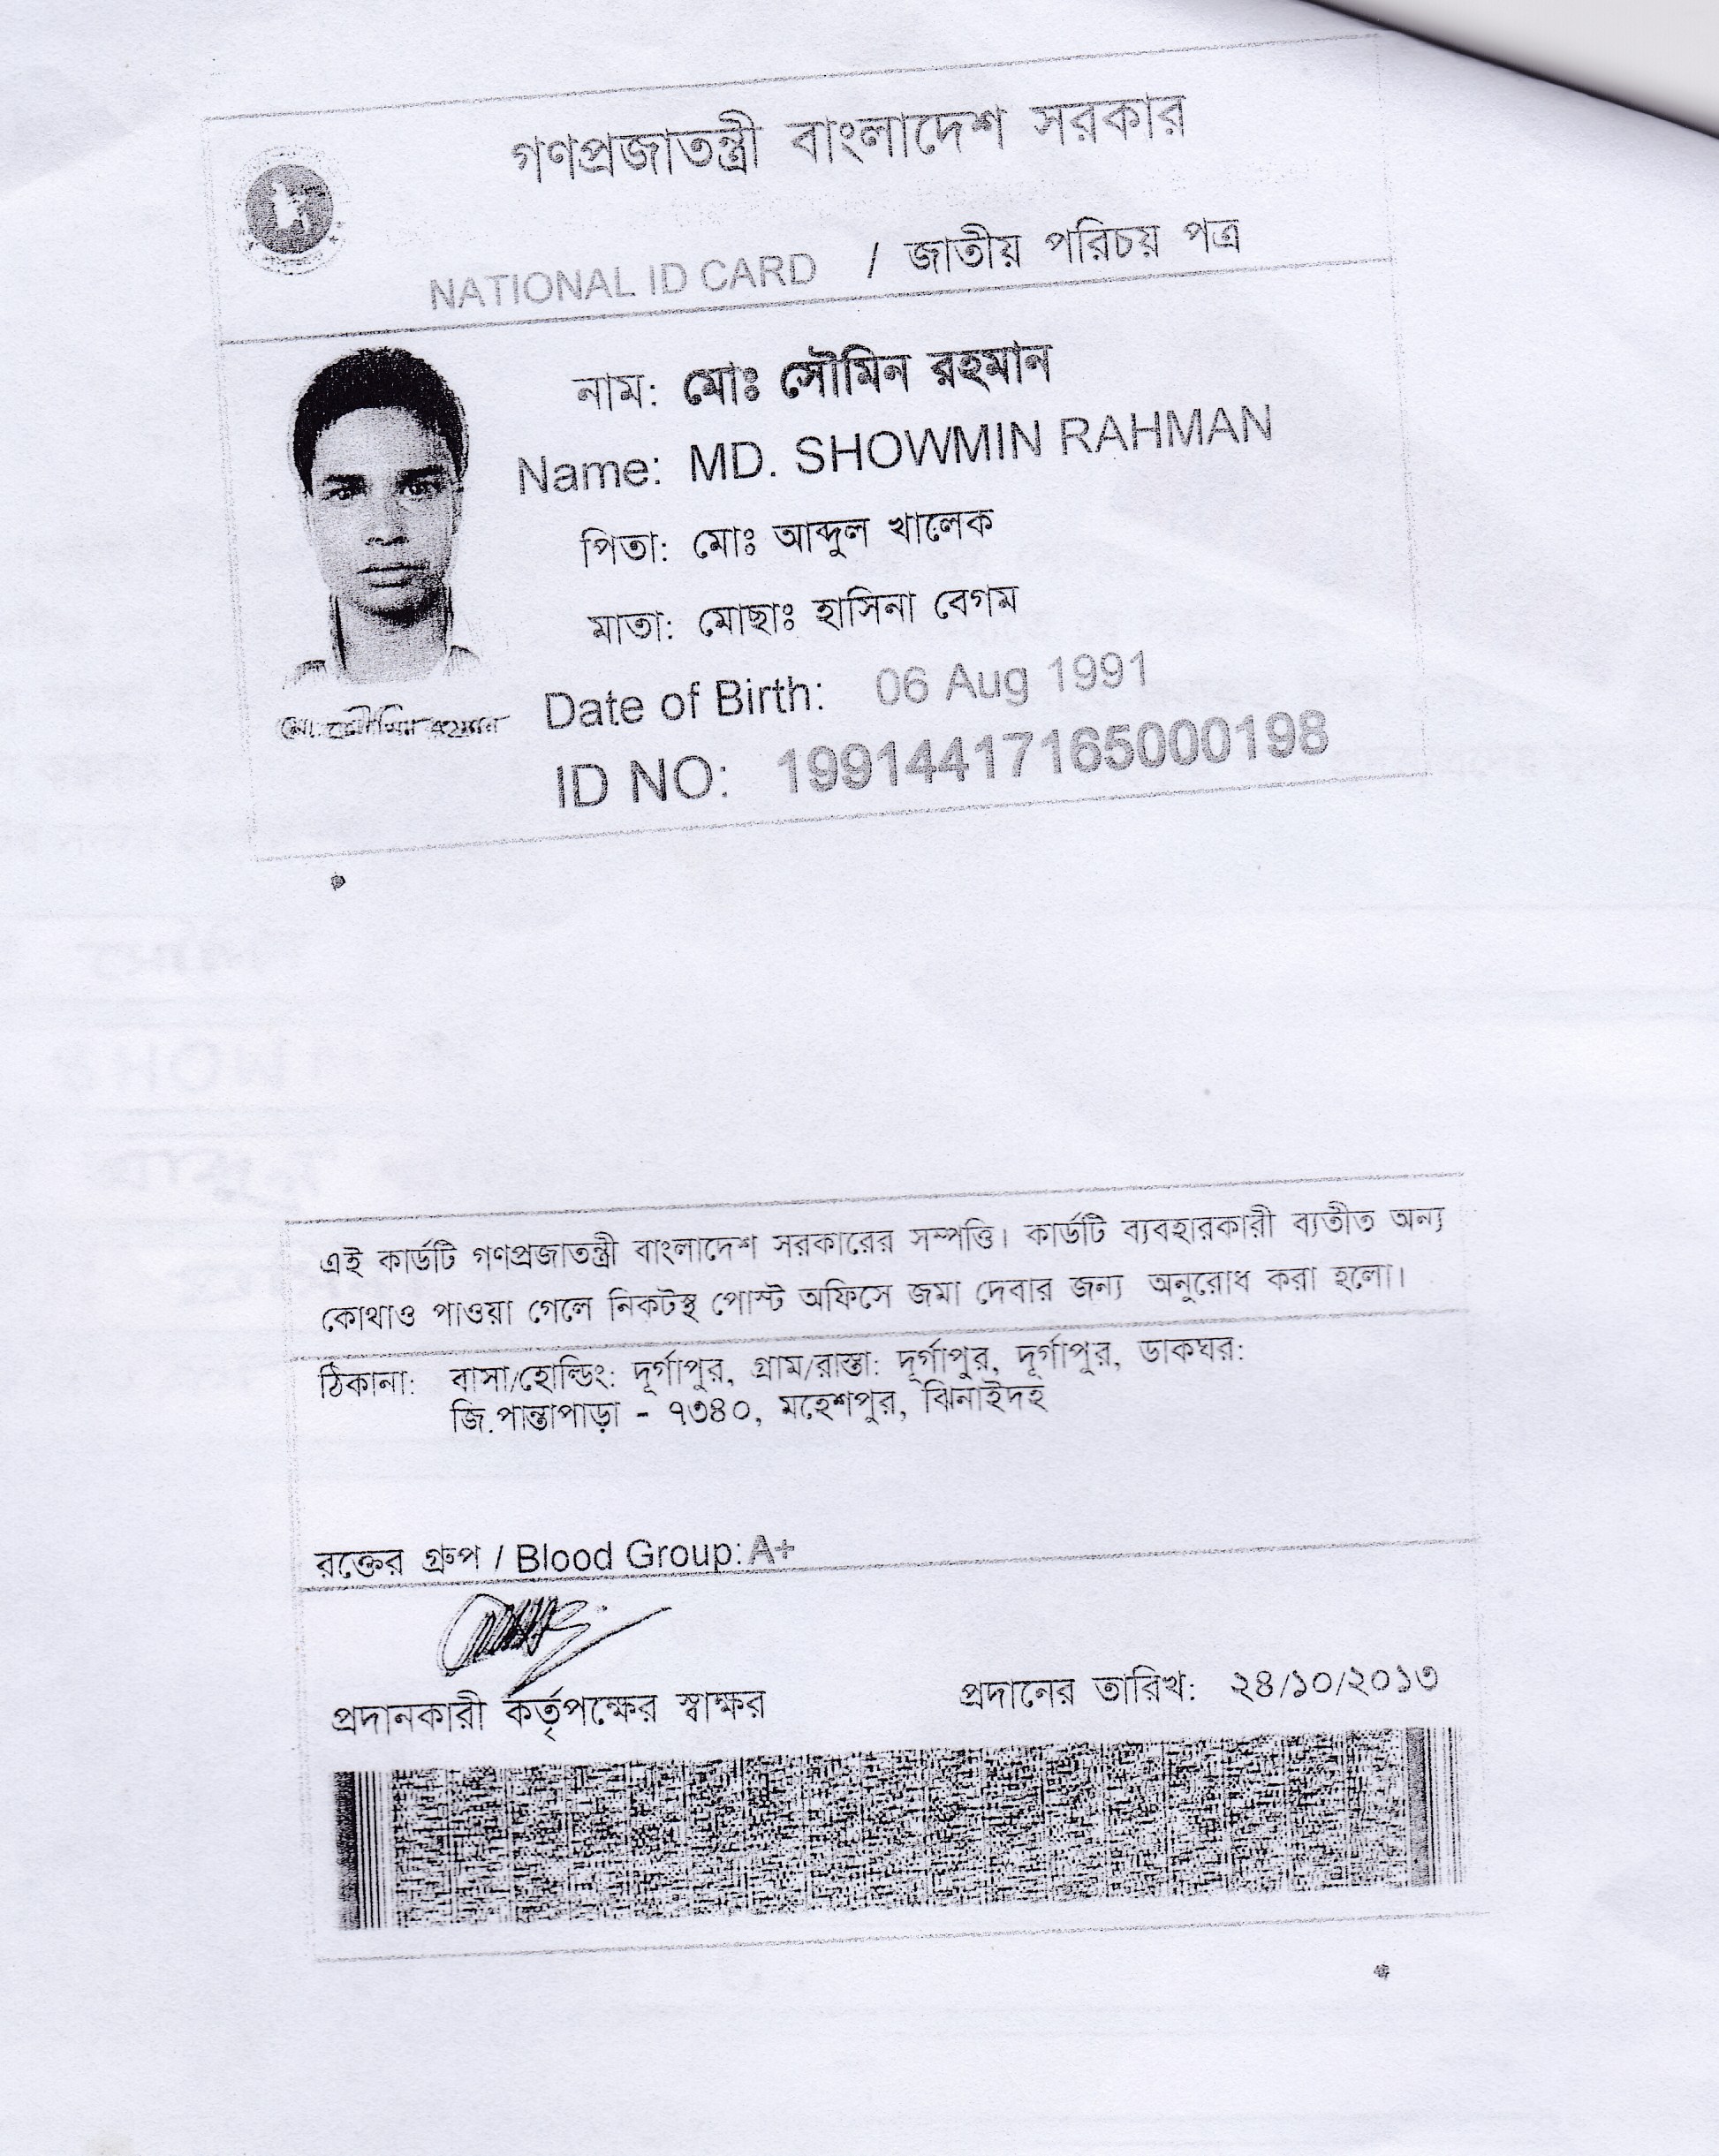 গণপ্রজাতন্ত্রী বাংলাদেশ সরকার
NATIONAL ID CARD / জাতীয় পরিচয় পত্র
নাম: মোঃ সৌমিন রহমান
Name: MD. SHOWMIN RAHMAN
পিতা: মোঃ আব্দুল খালেক
মাতা: মোছাঃ হাসিনা বেগম
Date of Birth: 06 Aug 1991
ID NO: 19914417165000198
এই কার্ডটি গণপ্রজাতন্ত্রী বাংলাদেশ সরকারের সম্পত্তি। কার্ডটি ব্যবহারকারী ব্যতীত অন্য
কোথাও পাওয়া গেলে নিকটস্থ পোস্ট অফিসে জমা দেবার জন্য অনুরোধ করা হলো।
ঠিকানা: বাসা/হোল্ডিং: দূর্গাপুর, গ্রাম/রাস্তা: দূর্গাপুর, দূর্গাপুর, ডাকঘর:
জি.পান্তাপাড়া - ৭৩৪০, মহেশপুর, ঝিনাইদহ
রক্তের গ্রুপ / Blood Group: A+
প্রদানকারী কর্তৃপক্ষের স্বাক্ষর প্রদানের তারিখ: ২৪/১০/২০১৩